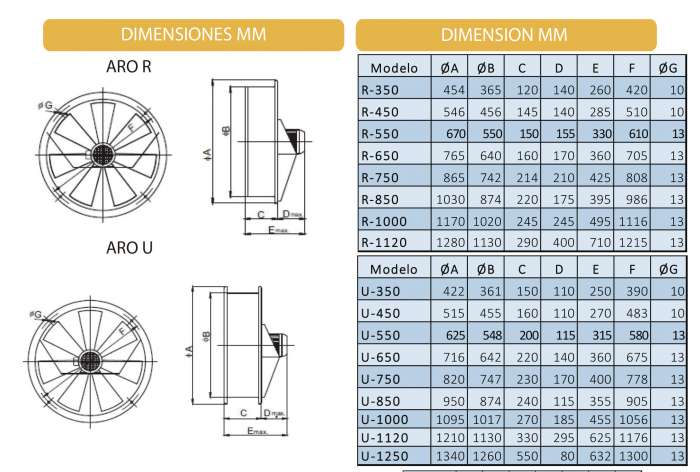 DIMENSIONES MM
ARO R
ØG
F
ΦA
ΦB
C
Dmax.
Emax.
ARO U
ØG
F
ΦA
ΦB
C
Dmax.
Emax.
DIMENSION MM
Modelo ØA ØB C D E F ØG
R-350 454 365 120 140 260 420 10
R-450 546 456 145 140 285 510 10
R-550 670 550 150 155 330 610 13
R-650 765 640 160 170 360 705 13
R-750 865 742 214 210 425 808 13
R-850 1030 874 220 175 395 986 13
R-1000 1170 1020 245 245 495 1116 13
R-1120 1280 1130 290 400 710 1215 13
Modelo ØA ØB C D E F ØG
U-350 422 361 150 110 250 390 10
U-450 515 455 160 110 270 483 10
U-550 625 548 200 115 315 580 13
U-650 716 642 220 140 360 675 13
U-750 820 747 230 170 400 778 13
U-850 950 874 240 115 355 905 13
U-1000 1095 1017 270 185 455 1056 13
U-1120 1210 1130 330 295 625 1176 13
U-1250 1340 1260 550 80 632 1300 13